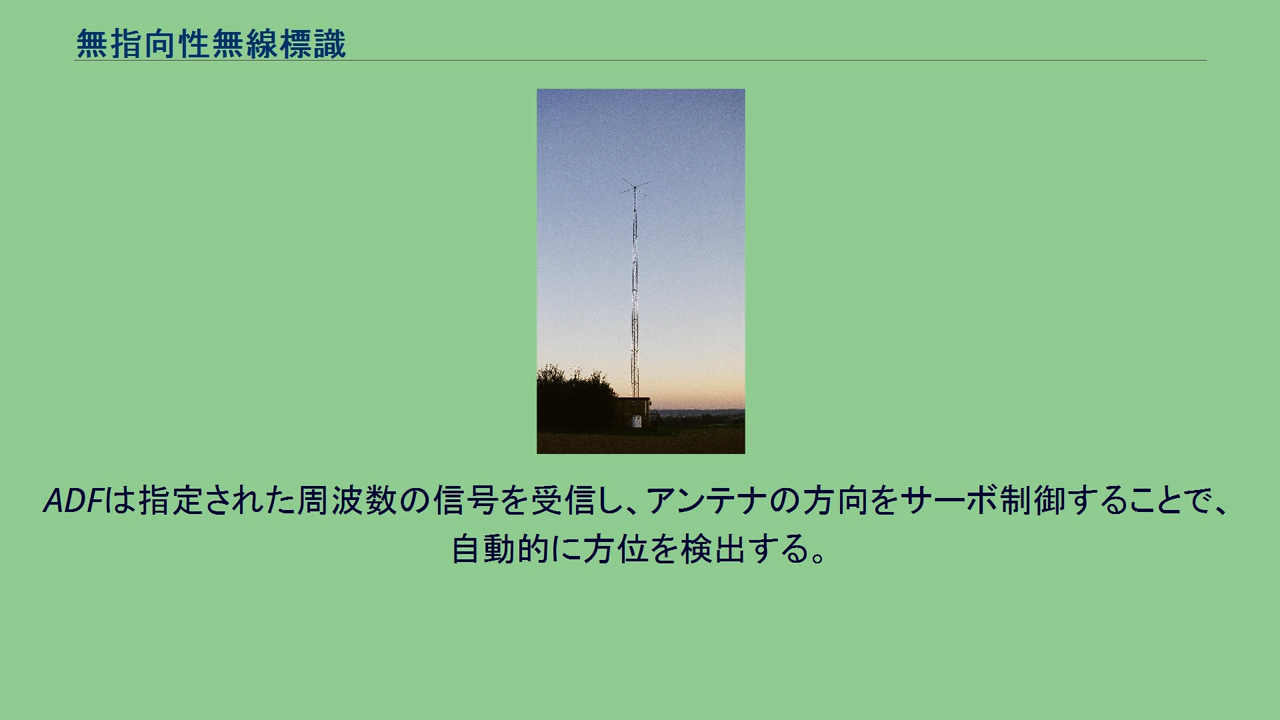 無指向性無線標識
ADFは指定された周波数の信号を受信し、アンテナの方向をサーボ制御することで、
自動的に方位を検出する。